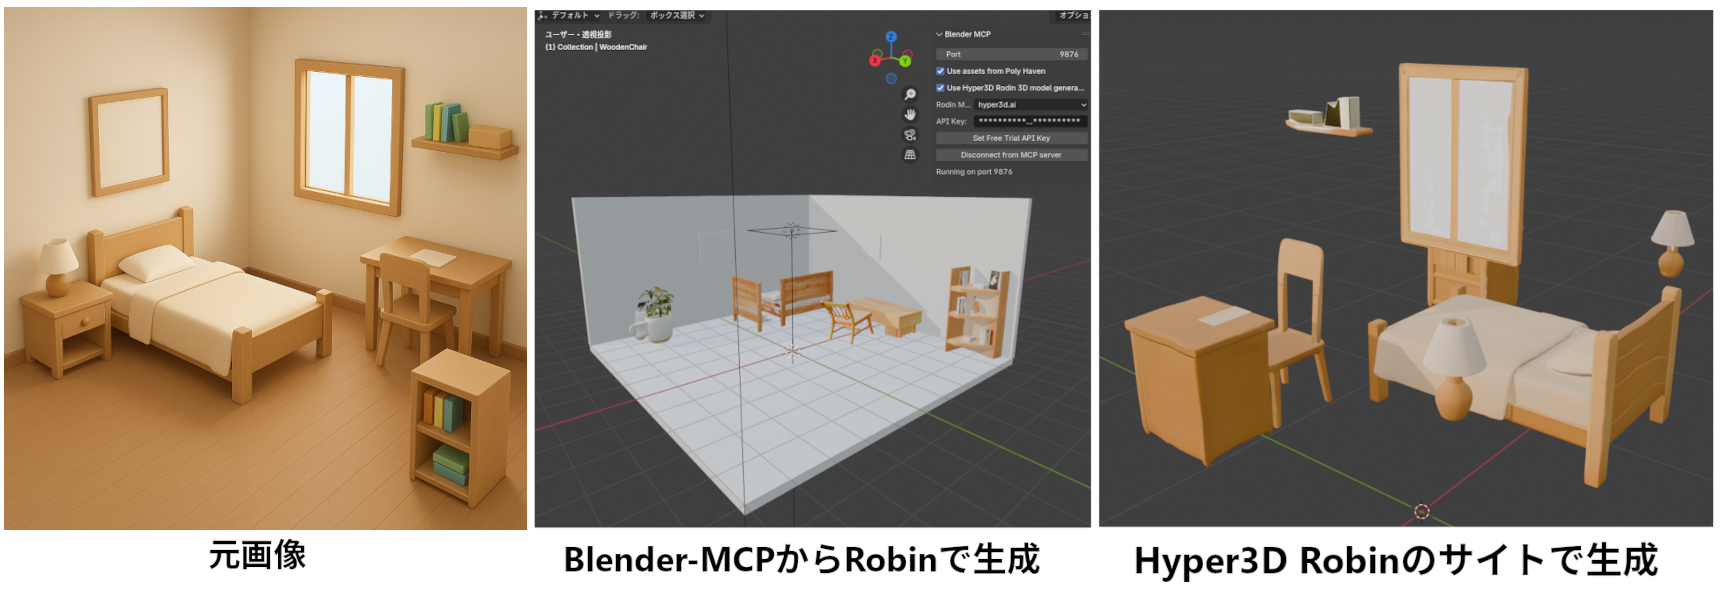 デフォルト ドラッグ: ボックス選択 オプショ
ユーザー・透視投影
(1) Collection | WoodenChair
Z
X
Y
Blender MCP
Port 9876
Use assets from Poly Haven
Use Hyper3D Rodin 3D model genera...
Rodin M... hyper3d.ai
API Key: **********...**********
Set Free Trial API Key
Disconnect from MCP server
Running on port 9876
元画像
Blender-MCPからRobinで生成
Hyper3D Robinのサイトで生成